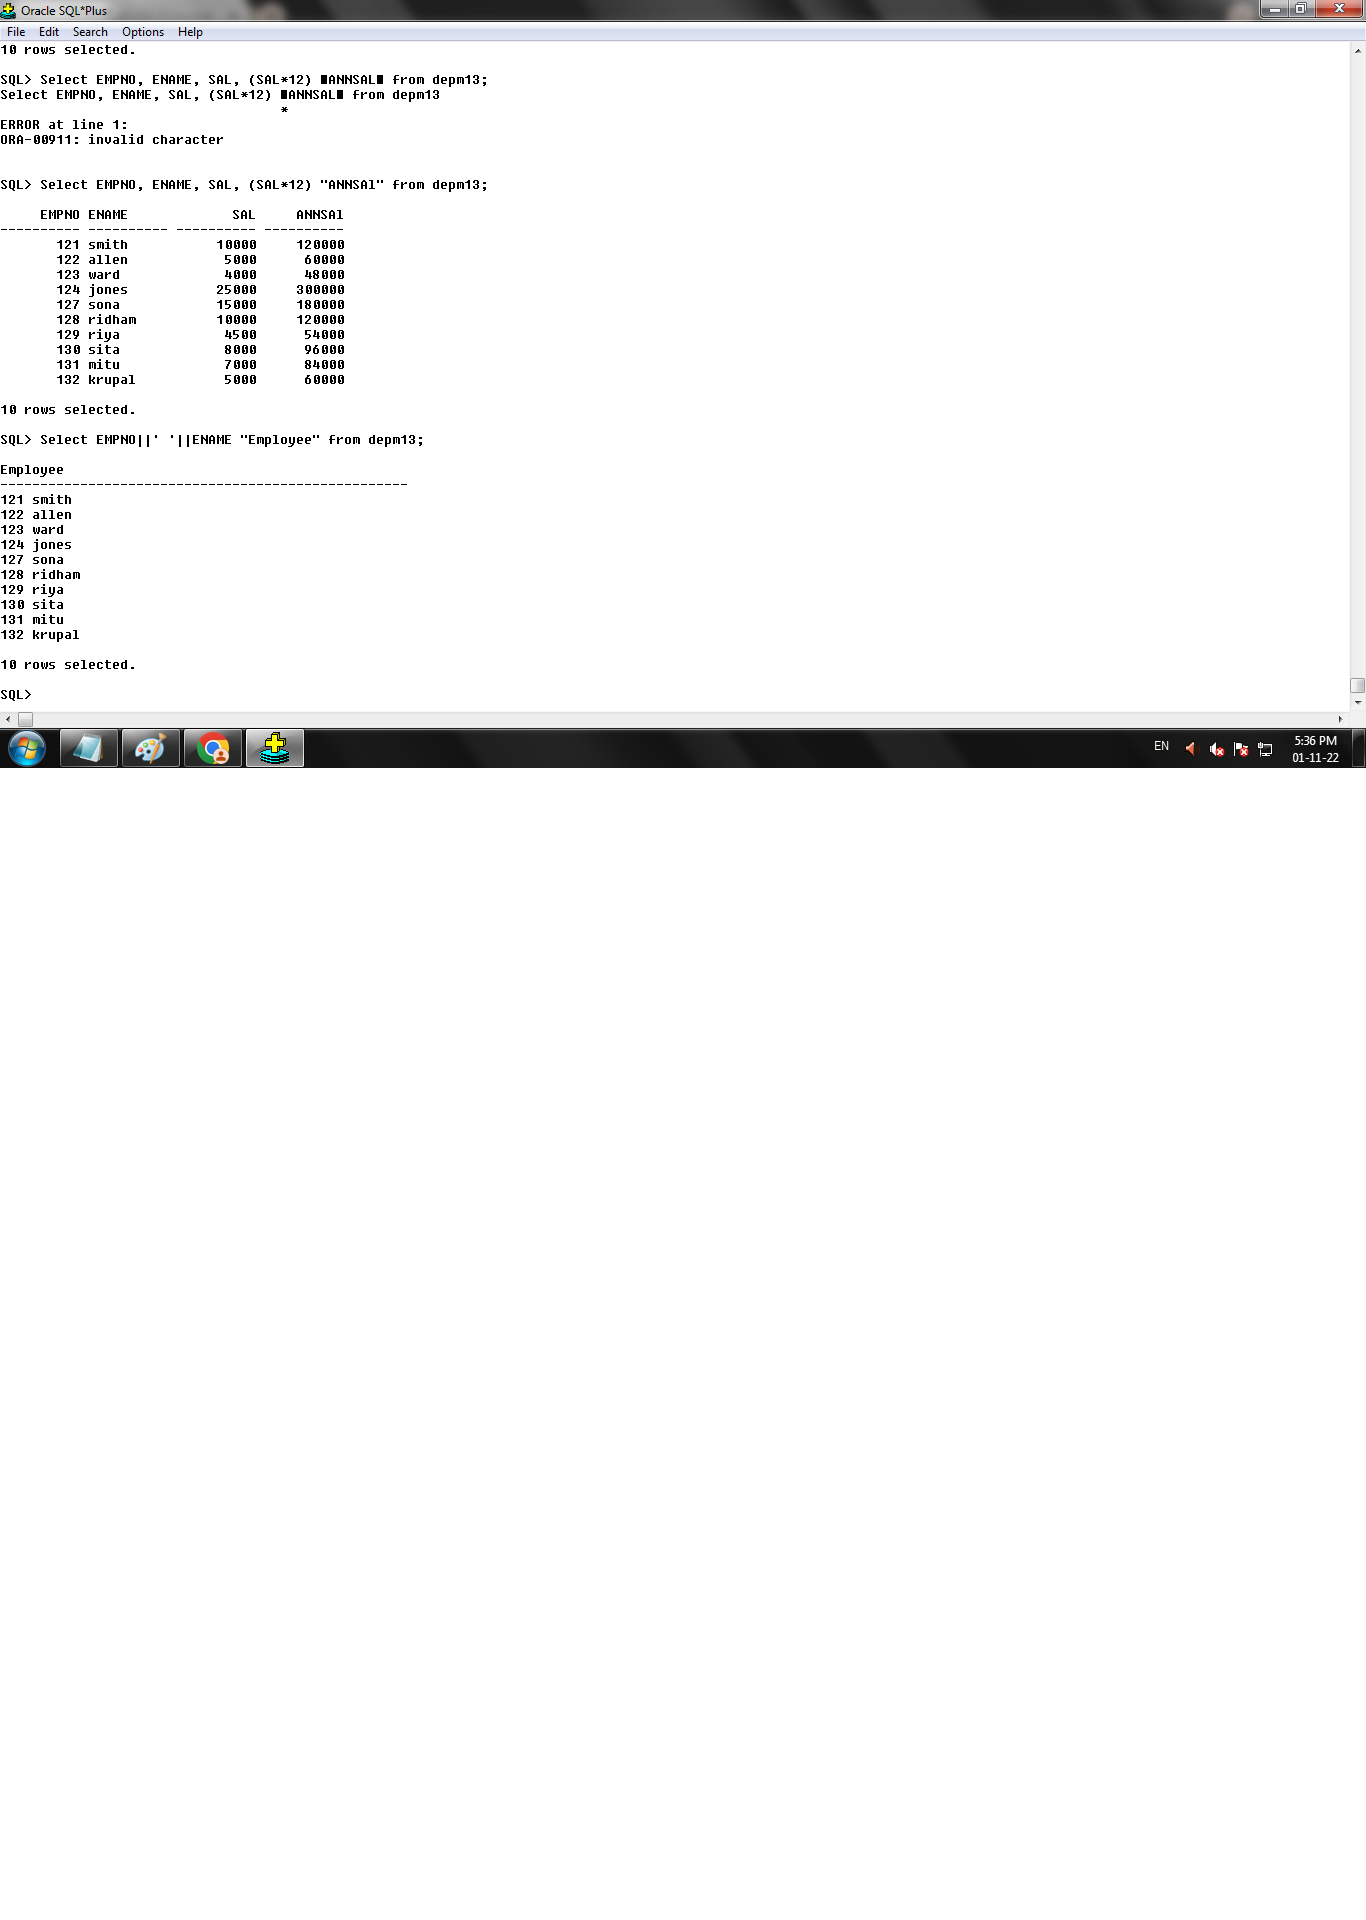 Oracle SQL*Plus
File Edit Search Options Help
10 rows selected.
SQL> Select EMPNO, ENAME, SAL, (SAL*12) ∎ANNSAL∎ from depm13;
Select EMPNO, ENAME, SAL, (SAL*12) ∎ANNSAL∎ from depm13
*
ERROR at line 1:
ORA-00911: invalid character
SQL> Select EMPNO, ENAME, SAL, (SAL*12) "ANNSAl" from depm13;
EMPNO ENAME SAL ANNSAl
---------- ---------- ---------- ----------
121 smith 10000 120000
122 allen 5000 60000
123 ward 4000 48000
124 jones 25000 300000
127 sona 15000 180000
128 ridham 10000 120000
129 riya 4500 54000
130 sita 8000 96000
131 mitu 7000 84000
132 krupal 5000 60000
10 rows selected.
SQL> Select EMPNO||' '||ENAME "Employee" from depm13;
Employee
---------------------------------------------------
121 smith
122 allen
123 ward
124 jones
127 sona
128 ridham
129 riya
130 sita
131 mitu
132 krupal
10 rows selected.
SQL>
EN
5:36 PM
01-11-22